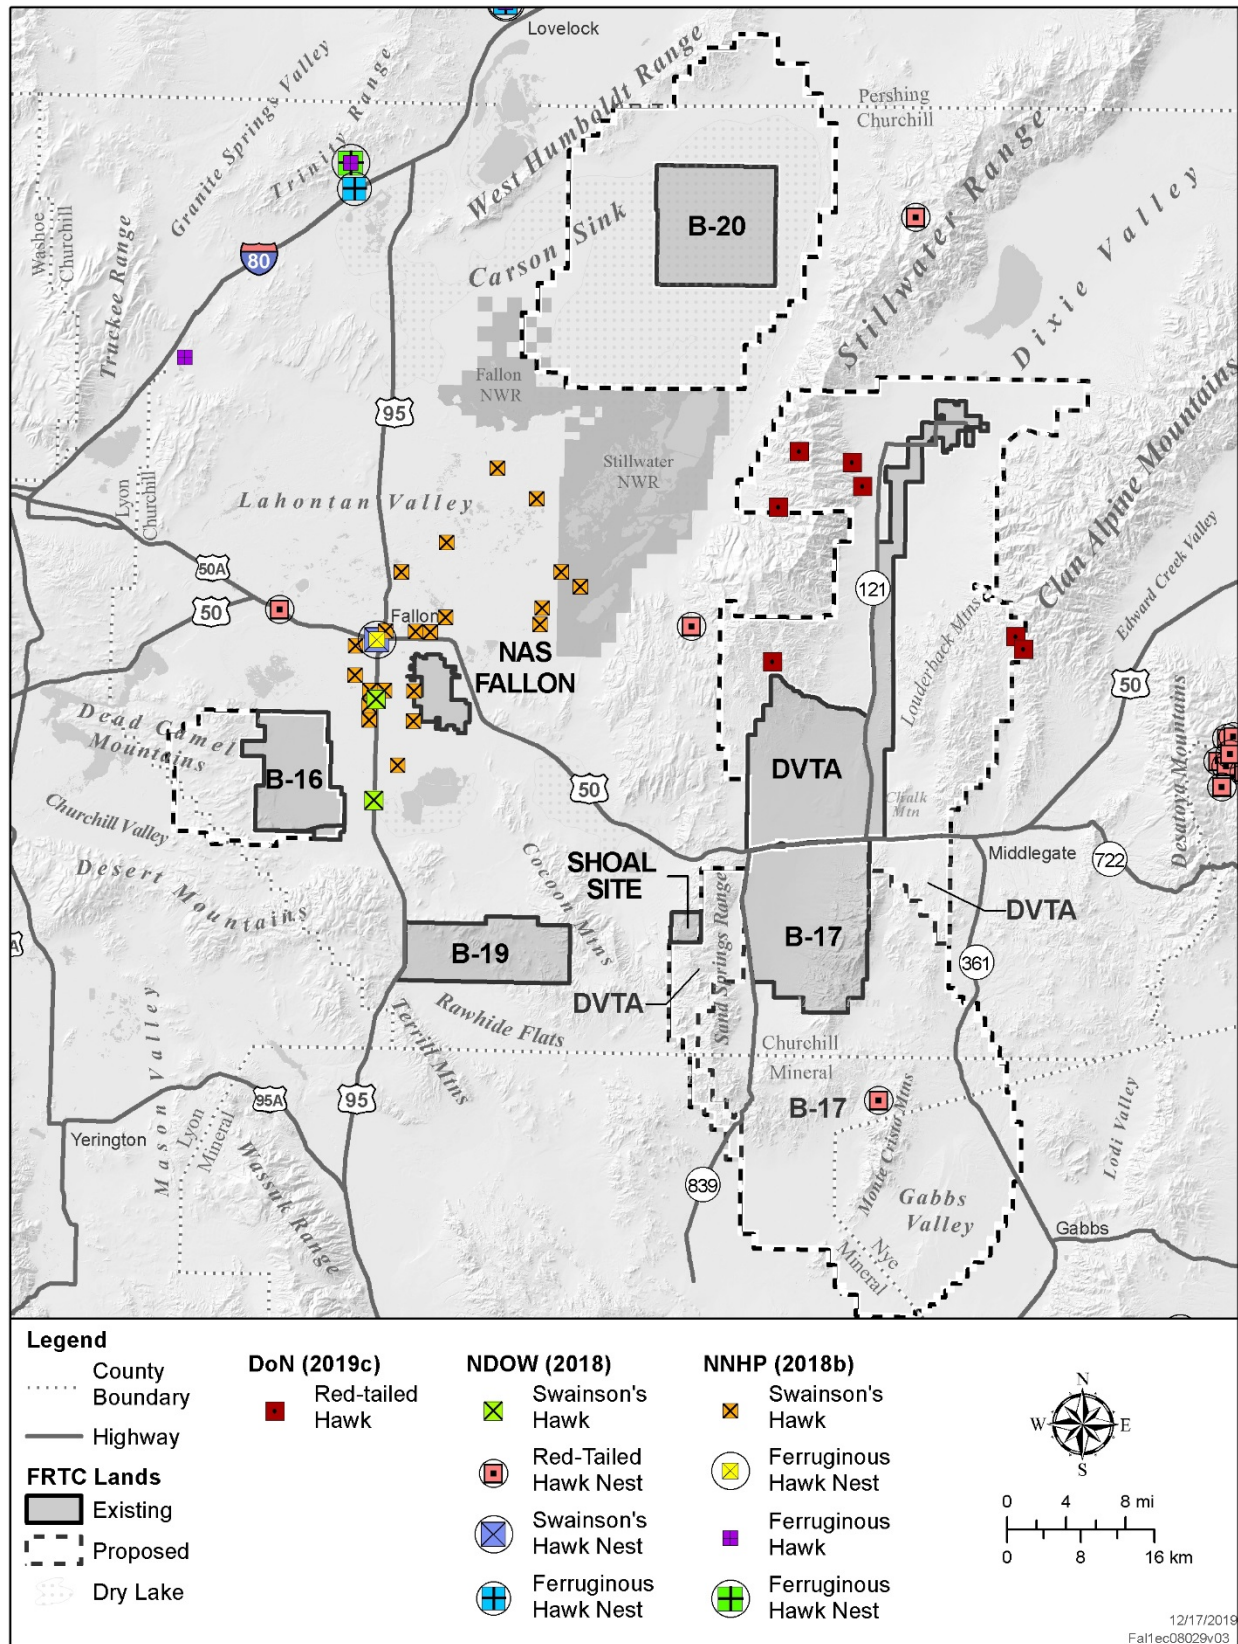 Lovelock
Pershing
Churchill
Granite Springs Valley
Trinity Range
West Humboldt Range
Washoe
Churchill
Truckee Range
80
Carson Sink
B-20
Stillwater Range
Dixie Valley
Fallon
NWR
95
Stillwater
NWR
Lahontan Valley
Lyon
Churchill
Clan Alpine Mountains
Edward Creek Valley
50A
50
121
Fallon
NAS
FALLON
Louderback Mtns
50
Dead Camel
Mountains
B-16
DVTA
Desatoya Mountains
50
Chalk
Mtn
Churchill Valley
Desert Mountains
Cocoon Mtns
SHOAL
SITE
Middlegate
722
DVTA
B-19
Sand Springs Range
B-17
361
DVTA
Rawhide Flats
Terrill Mtns
Churchill
Mineral
B-17
Monte Cristo Mtns
Mason Valley
95A
95
Yerington
Lyon
Mineral
Wassuk Range
839
Gabbs
Valley
Lodi Valley
Nye
Mineral
Gabbs
Legend
County
Boundary
Highway
FRTC Lands
Existing
Proposed
Dry Lake
DoN (2019c)
Red-tailed
Hawk
NDOW (2018)
Swainson's
Hawk
Red-Tailed
Hawk Nest
Swainson's
Hawk Nest
Ferruginous
Hawk Nest
NNHP (2018b)
Swainson's
Hawk
Ferruginous
Hawk Nest
Ferruginous
Hawk
Ferruginous
Hawk Nest
N
W E
S
0 4 8 mi
0 8 16 km
12/17/2019
Fal1ec08029v03